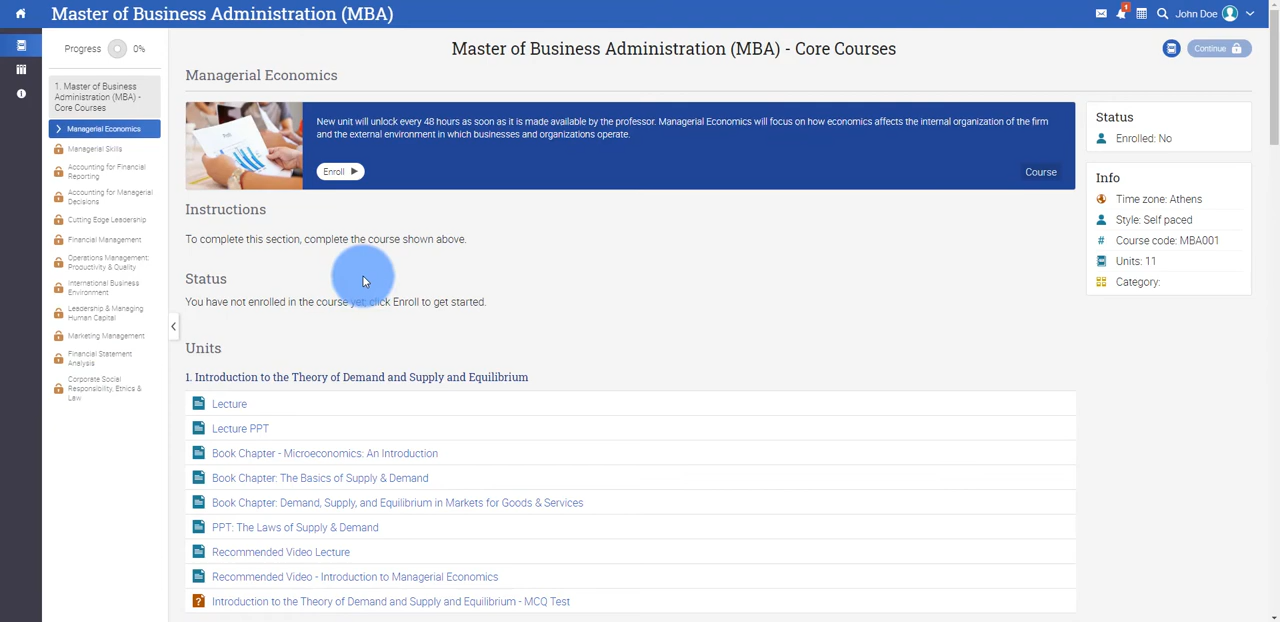 Master of Business Administration (MBA)
1
John Doe
Progress
0%
1. Master of Business
Administration (MBA) -
Core Courses
Managerial Economics
Managerial Skills
Accounting for Financial
Reporting
Accounting for Managerial
Decisions
Cutting Edge Leadership
Financial Management
Operations Management:
Productivity & Quality
International Business
Environment
Leadership & Managing
Human Capital
Marketing Management
Financial Statement
Analysis
Corporate Social
Responsibility, Ethics &
Law
Master of Business Administration (MBA) - Core Courses
Continue
Managerial Economics
New unit will unlock every 48 hours as soon as it is made available by the professor. Managerial Economics will focus on how economics affects the internal organization of the firm
and the external environment in which businesses and organizations operate.
Enroll
Course
Instructions
To complete this section, complete the course shown above.
Status
You have not enrolled in the course yet; click Enroll to get started.
Units
1. Introduction to the Theory of Demand and Supply and Equilibrium
Lecture
Lecture PPT
Book Chapter - Microeconomics: An Introduction
Book Chapter: The Basics of Supply & Demand
Book Chapter: Demand, Supply, and Equilibrium in Markets for Goods & Services
PPT: The Laws of Supply & Demand
Recommended Video Lecture
Recommended Video - Introduction to Managerial Economics
? Introduction to the Theory of Demand and Supply and Equilibrium - MCQ Test
Status
Enrolled: No
Info
Time zone: Athens
Style: Self paced
# Course code: MBA001
Units: 11
Category: